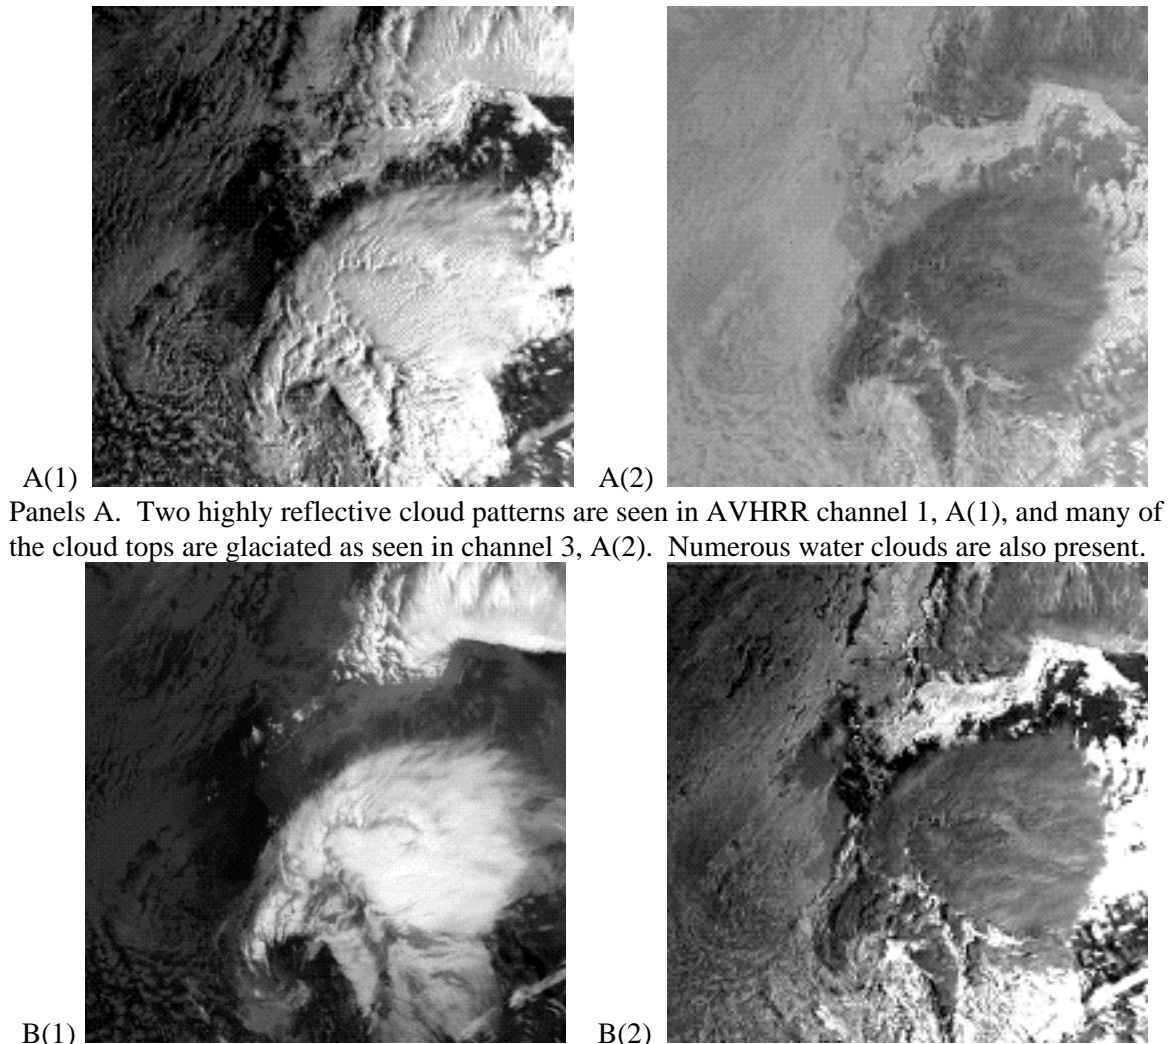 A(1) A(2)
Panels A.  Two highly reflective cloud patterns are seen in AVHRR channel 1, A(1), and many of
the cloud tops are glaciated as seen in channel 3, A(2).  Numerous water clouds are also present.
B(1) B(2)